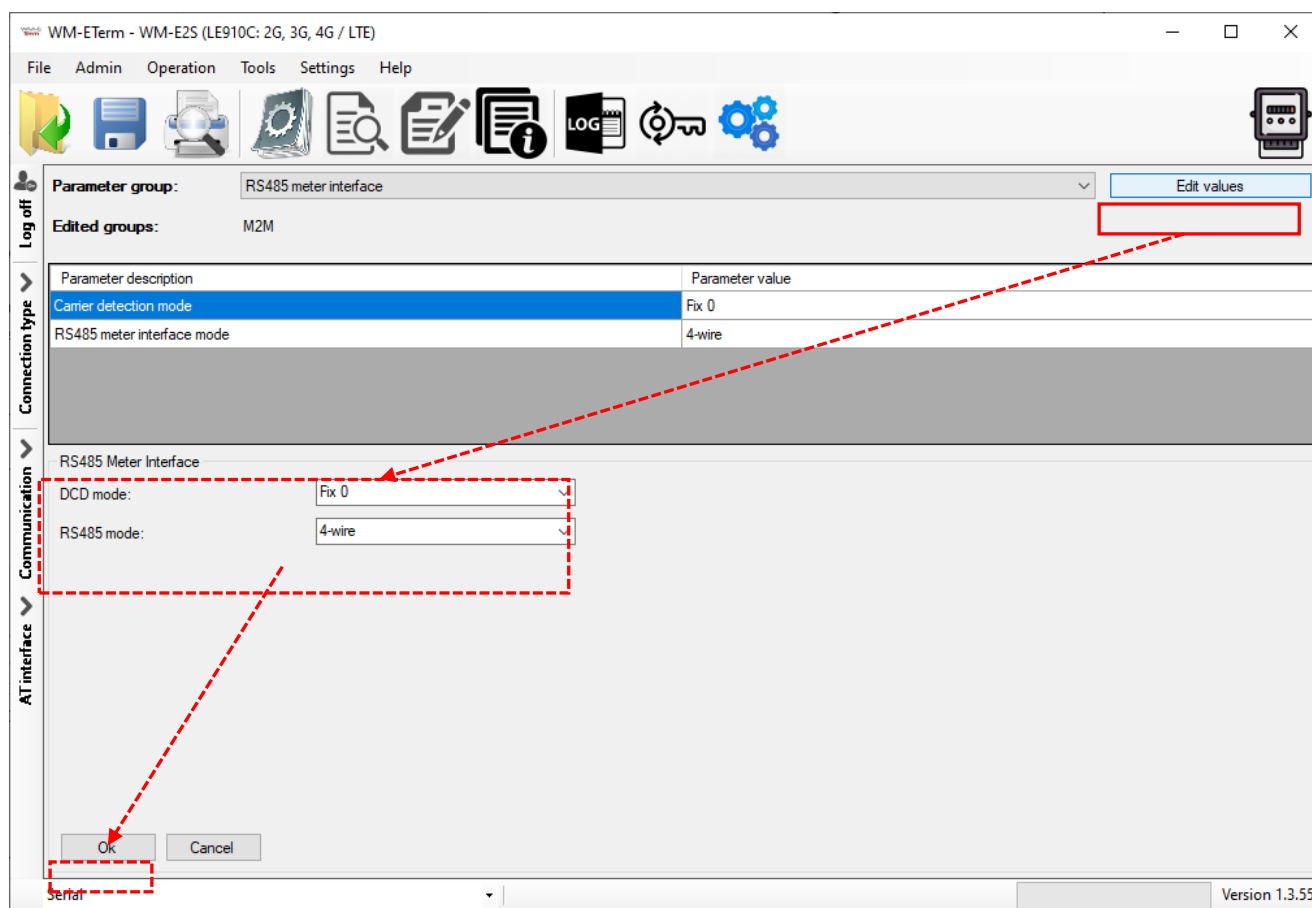 WM-ETerm - WM-E2S (LE910C: 2G, 3G, 4G / LTE)
File Admin Operation Tools Settings Help
LOG
Log off
Connection type
Communication
AT interface
Parameter group: RS485 meter interface Edit values
Edited groups: M2M
Parameter description Parameter value
Carrier detection mode Fix 0
RS485 meter interface mode 4-wire
RS485 Meter Interface
DCD mode: Fix 0
RS485 mode: 4-wire
Ok Cancel
Serial Version 1.3.55